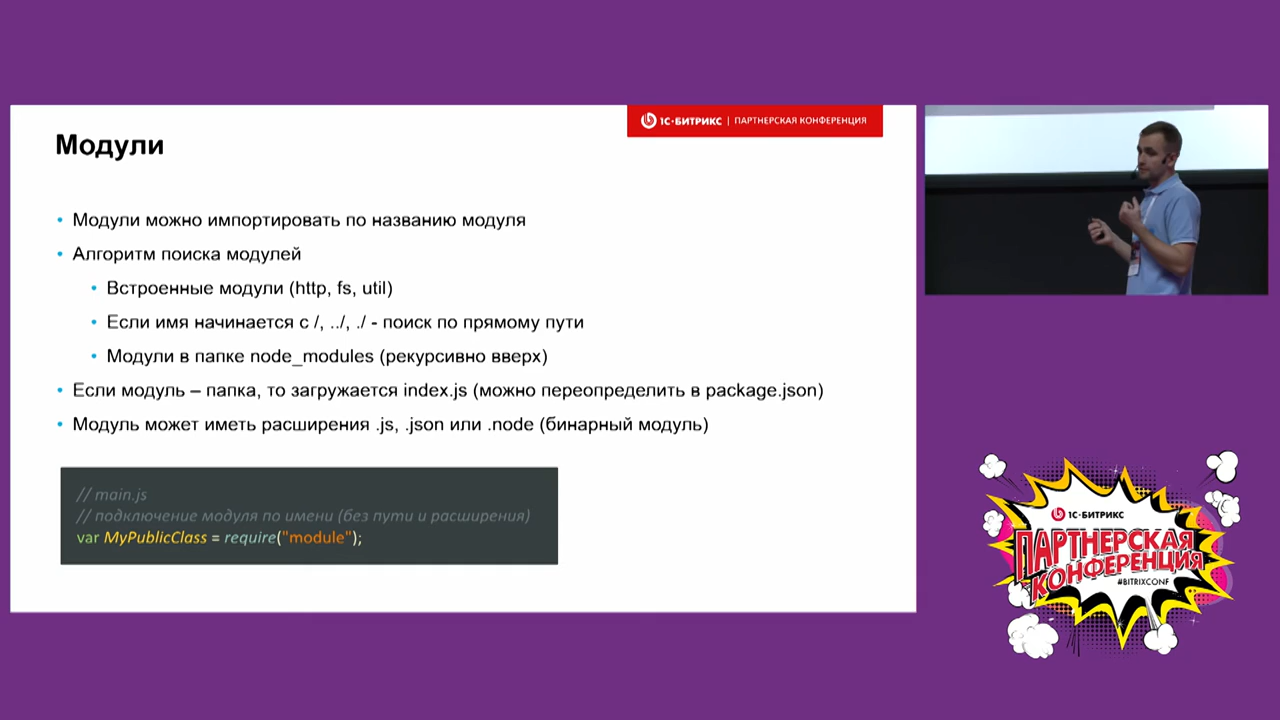 1С-БИТРИКС | ПАРТНЕРСКАЯ КОНФЕРЕНЦИЯ
Модули
• Модули можно импортировать по названию модуля
• Алгоритм поиска модулей
• Встроенные модули (http, fs, util)
• Если имя начинается с /, ../, ./ - поиск по прямому пути
• Модули в папке node_modules (рекурсивно вверх)
• Если модуль – папка, то загружается index.js (можно переопределить в package.json)
• Модуль может иметь расширения .js, .json или .node (бинарный модуль)
// main.js
// подключение модуля по имени (без пути и расширения)
var MyPublicClass = require("module");
1С-БИТРИКС
ПАРТНЕРСКАЯ
КОНФЕРЕНЦИЯ
#BITRIXCONF